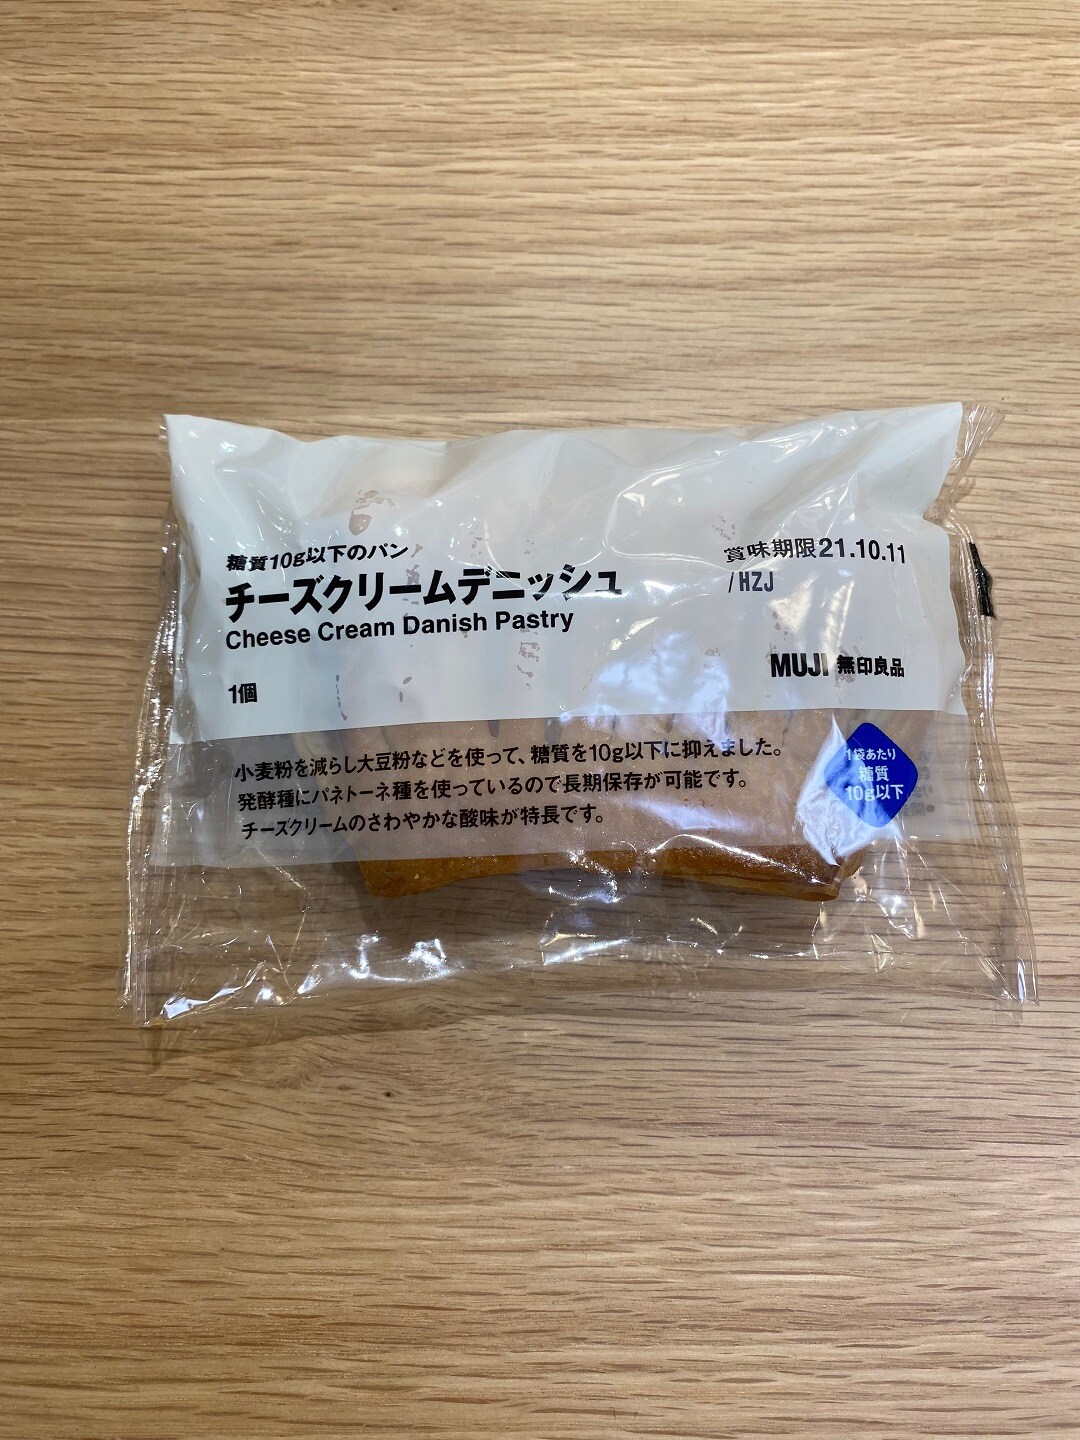 糖質10g以下のパン
チーズクリームデニッシュ
Cheese Cream Danish Pastry
1個
賞味期限21.10.11
/HZJ
MUJI 無印良品
小麦粉を減らし大豆粉などを使って、糖質を10g以下に抑えました。
発酵種にパネトーネ種を使っているので長期保存が可能です。
チーズクリームのさわやかな酸味が特長です。
1袋あたり
糖質
10g以下